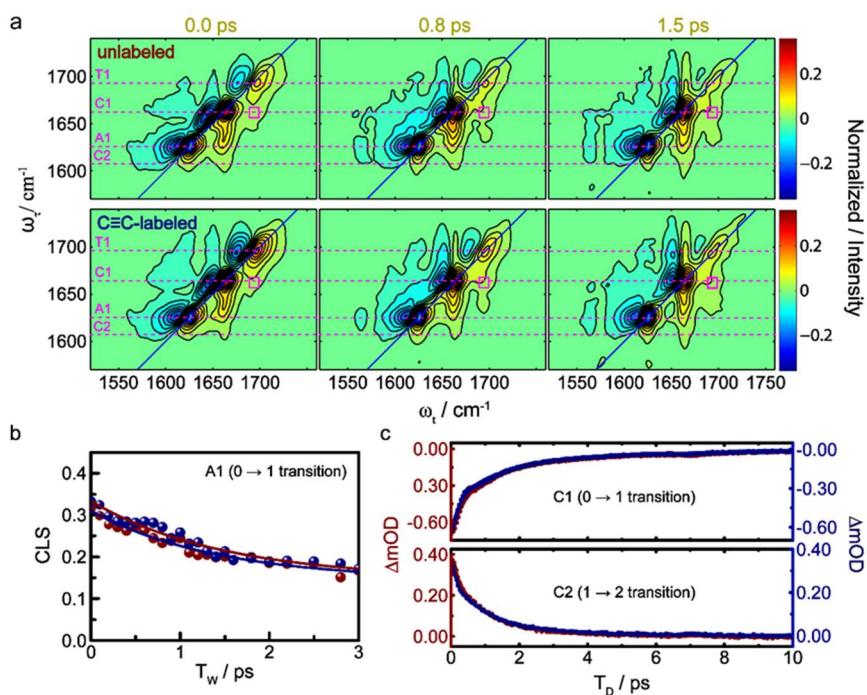 a
0.0 ps 0.8 ps 1.5 ps
unlabeled
T1
C1
A1
C2
1700
1650
1600
C≡C-labeled
T1
C1
A1
C2
1700
1650
1600
ωτ / cm⁻¹
0.2
0
−0.2
0.2
0
−0.2
Normalized / Intensity
1550 1600 1650 1700 1550 1600 1650 1700 1550 1600 1650 1700 1750
ωt / cm⁻¹
b
A1 (0 → 1 transition)
CLS
0.4
0.3
0.2
0.1
0.0
0 1 2 3
TW / ps
c
C1 (0 → 1 transition)
0.00
0.30
-0.60
-0.00
-0.30
-0.60
C2 (1 → 2 transition)
0.40
0.20
0.00
0.40
0.20
0.00
ΔmOD
ΔmOD
0 2 4 6 8 10
TD / ps